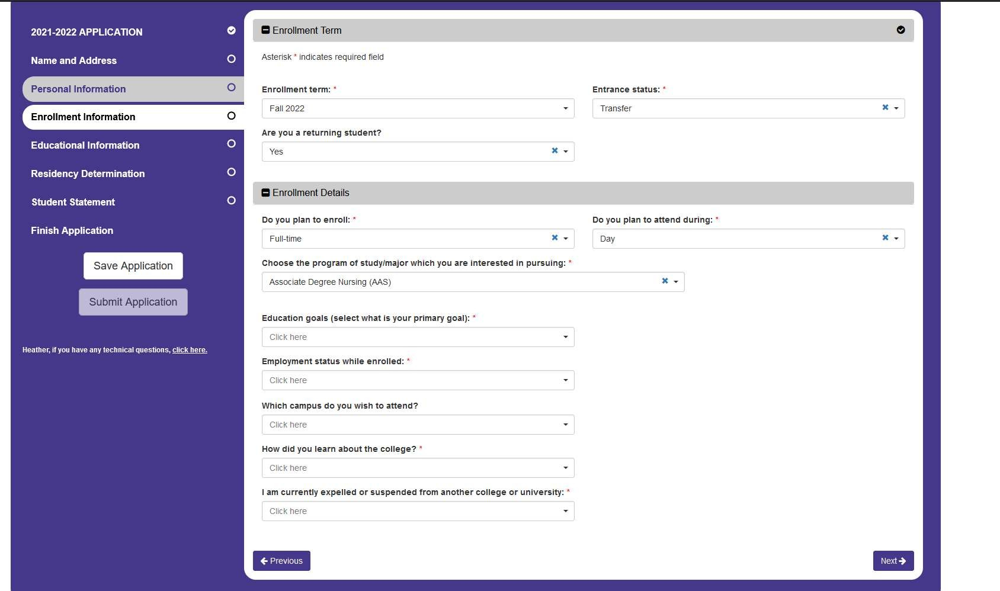 2021-2022 APPLICATION
Name and Address
Personal Information
Enrollment Information
Educational Information
Residency Determination
Student Statement
Finish Application
Save Application
Submit Application
Heather, if you have any technical questions, click here.
Enrollment Term
Asterisk * indicates required field
Enrollment term: *
Fall 2022
Entrance status: *
Transfer
Are you a returning student?
Yes
Enrollment Details
Do you plan to enroll: *
Full-time
Do you plan to attend during: *
Day
Choose the program of study/major which you are interested in pursuing: *
Associate Degree Nursing (AAS)
Education goals (select what is your primary goal): *
Click here
Employment status while enrolled: *
Click here
Which campus do you wish to attend?
Click here
How did you learn about the college? *
Click here
I am currently expelled or suspended from another college or university: *
Click here
Previous
Next